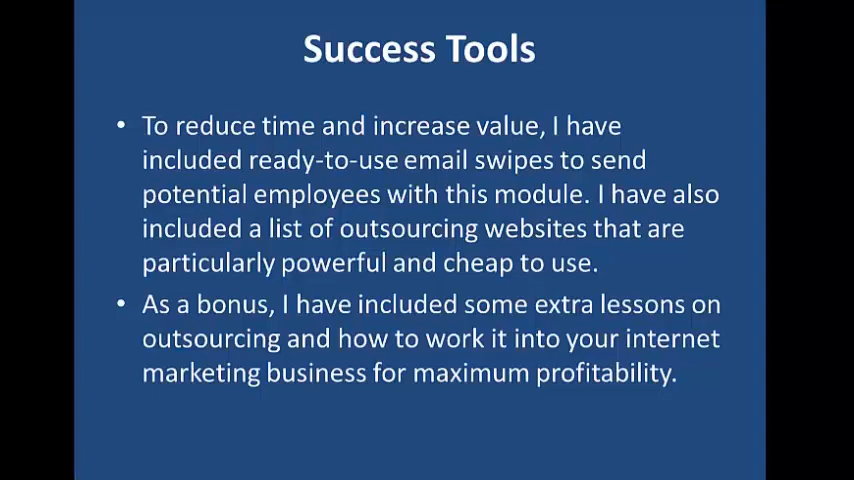 Success Tools
• To reduce time and increase value, I have
included ready-to-use email swipes to send
potential employees with this module. I have also
included a list of outsourcing websites that are
particularly powerful and cheap to use.
• As a bonus, I have included some extra lessons on
outsourcing and how to work it into your internet
marketing business for maximum profitability.